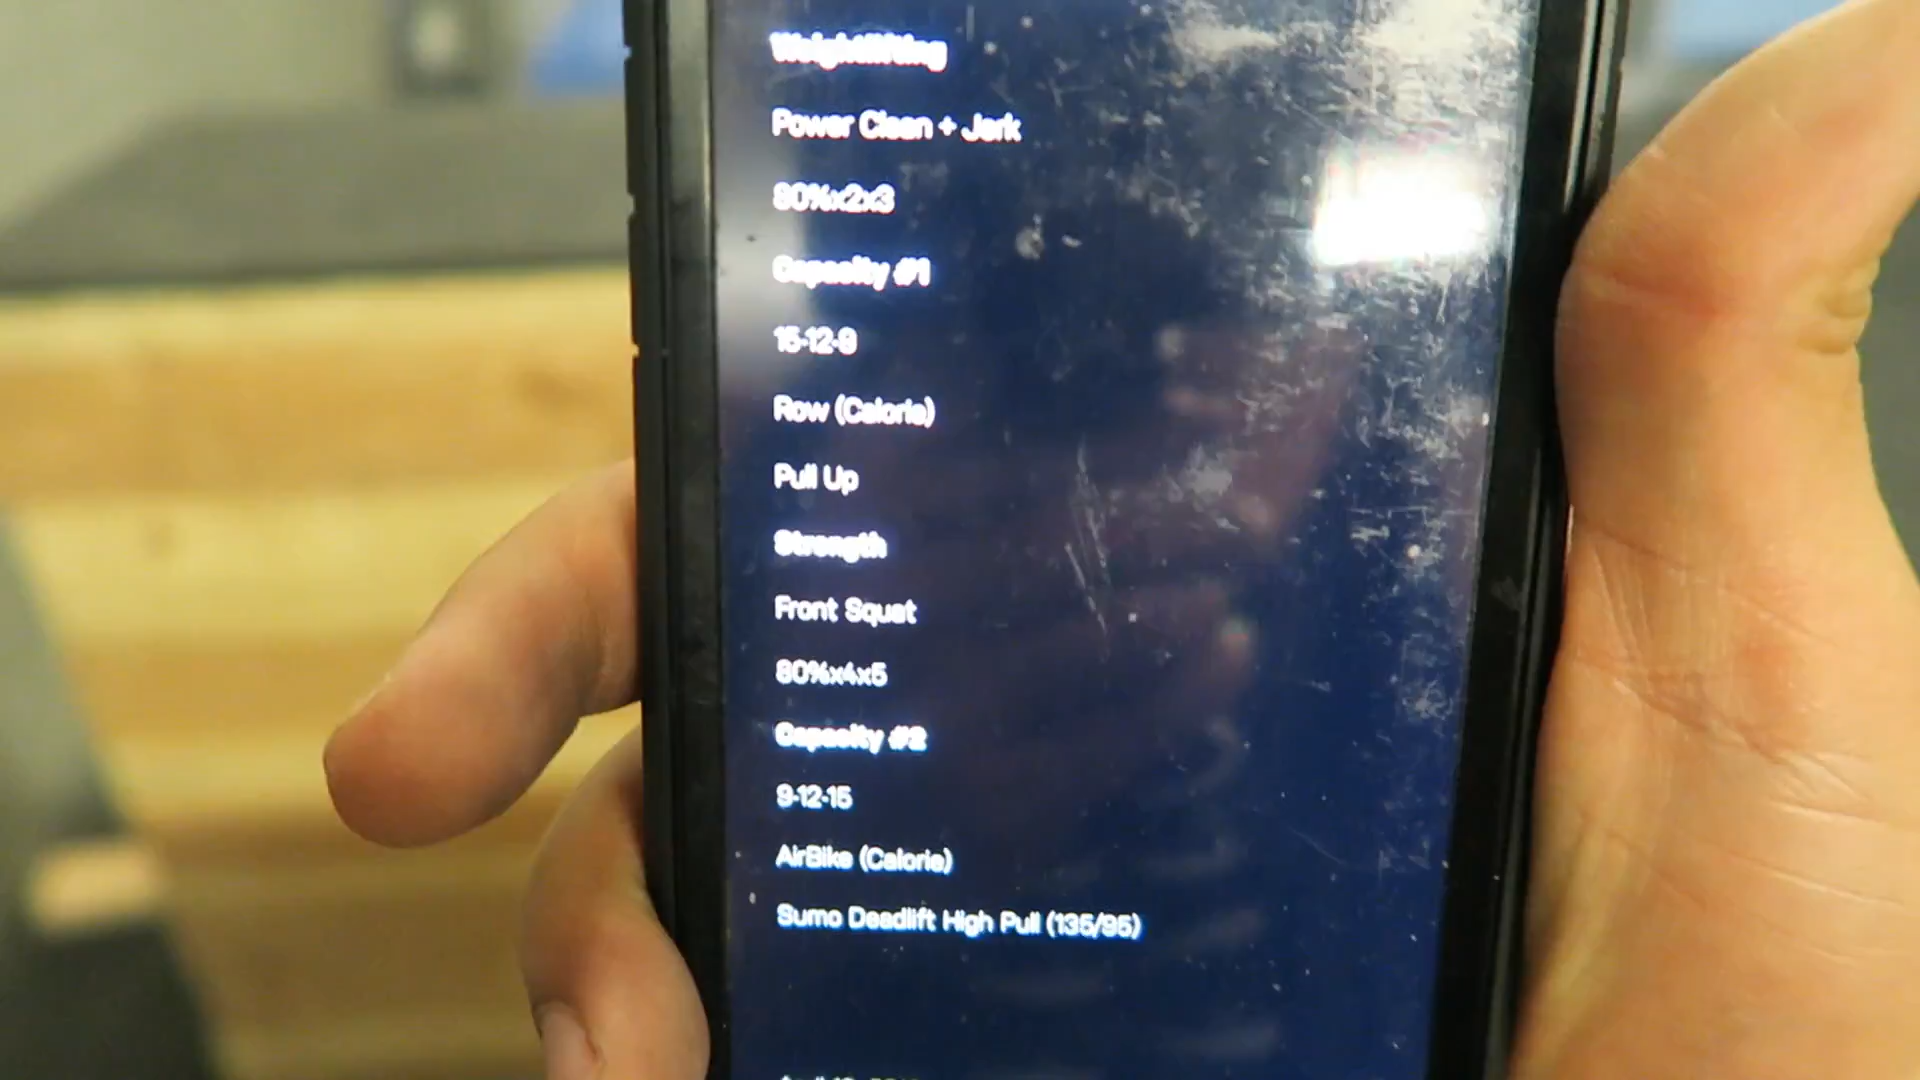 Weightlifting
Power Clean + Jerk
80%x2x3
Capacity #1
15-12-9
Row (Calorie)
Pull Up
Strength
Front Squat
80%x4x5
Capacity #2
9-12-15
AirBike (Calorie)
Sumo Deadlift High Pull (135/95)